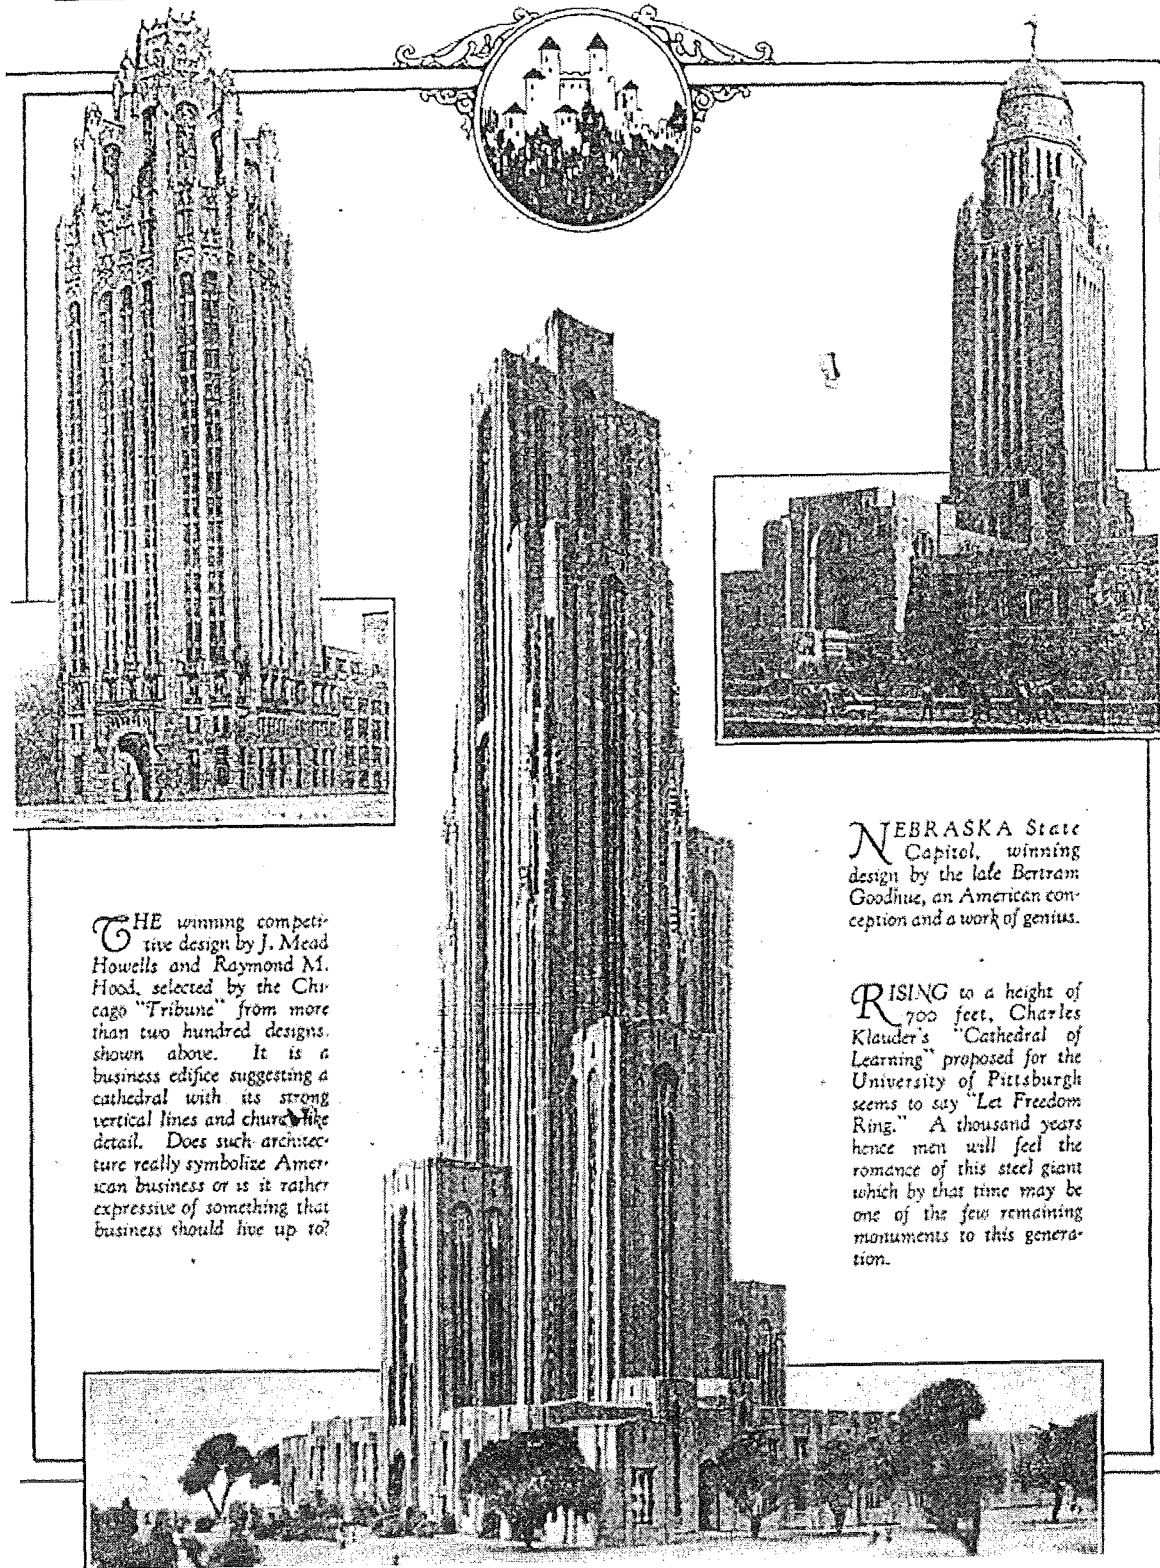 THE winning competi-
tive design by J. Mead
Howells and Raymond M.
Hood, selected by the Chi-
cago "Tribune" from more
than two hundred designs,
shown above. It is a
business edifice suggesting a
cathedral with its strong
vertical lines and church-like
detail. Does such architec-
ture really symbolize Amer-
ican business or is it rather
expressive of something that
business should live up to?
NEBRASKA State
Capitol, winning
design by the late Bertram
Goodhue, an American con-
ception and a work of genius.
RISING to a height of
700 feet, Charles
Klauder's "Cathedral of
Learning" proposed for the
University of Pittsburgh
seems to say "Let Freedom
Ring." A thousand years
hence men will feel the
romance of this steel giant
which by that time may be
one of the few remaining
monuments to this genera-
tion.